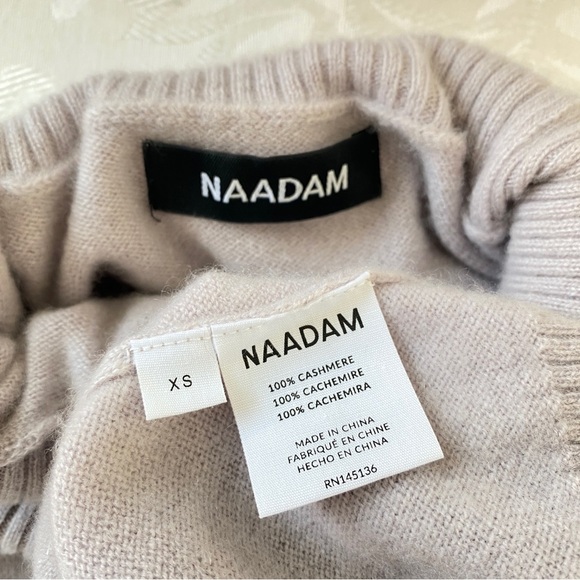 NAADAM
XS
NAADAM
100% CASHMERE
100% CACHEMIRE
100% CACHEMIRA
MADE IN CHINA
FABRIQUÉ EN CHINE
HECHO EN CHINA
RN145136